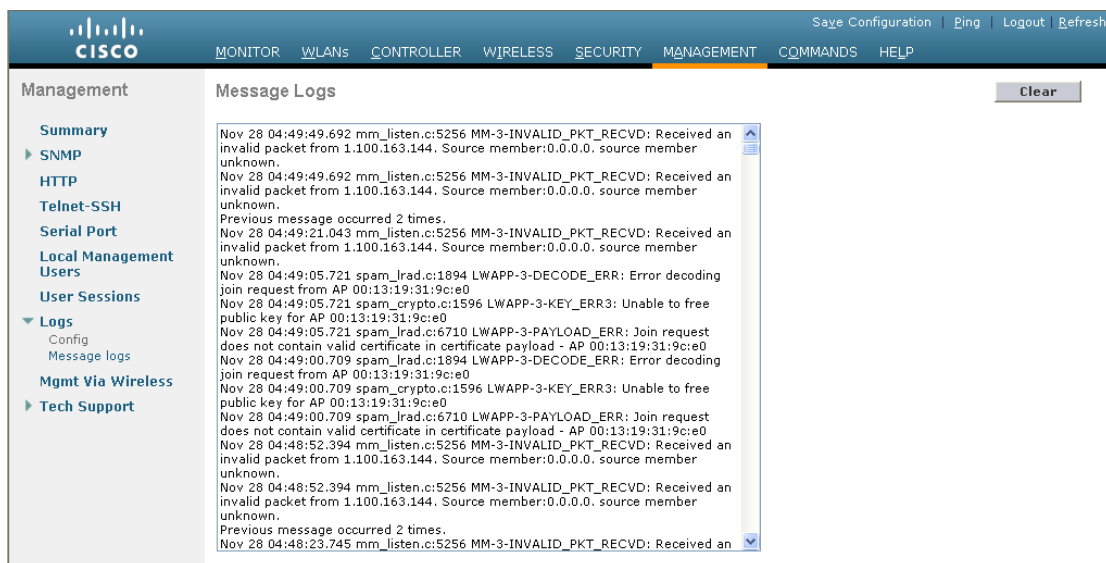 Save Configuration | Ping | Logout | Refresh
CISCO
MONITOR WLANs CONTROLLER WIRELESS SECURITY MANAGEMENT COMMANDS HELP
Management
Summary
SNMP
HTTP
Telnet-SSH
Serial Port
Local Management
Users
User Sessions
Logs
Config
Message logs
Mgmt Via Wireless
Tech Support
Message Logs
Clear
Nov 28 04:49:49.692 mm_listen.c:5256 MM-3-INVALID_PKT_RECVD: Received an
invalid packet from 1.100.163.144. Source member:0.0.0.0. source member
unknown.
Nov 28 04:49:49.692 mm_listen.c:5256 MM-3-INVALID_PKT_RECVD: Received an
invalid packet from 1.100.163.144. Source member:0.0.0.0. source member
unknown.
Previous message occurred 2 times.
Nov 28 04:49:21.043 mm_listen.c:5256 MM-3-INVALID_PKT_RECVD: Received an
invalid packet from 1.100.163.144. Source member:0.0.0.0. source member
unknown.
Nov 28 04:49:05.721 spam_lrad.c:1894 LWAPP-3-DECODE_ERR: Error decoding
join request from AP 00:13:19:31:9c:e0
Nov 28 04:49:05.721 spam_crypto.c:1596 LWAPP-3-KEY_ERR3: Unable to free
public key for AP 00:13:19:31:9c:e0
Nov 28 04:49:05.721 spam_lrad.c:6710 LWAPP-3-PAYLOAD_ERR: Join request
does not contain valid certificate in certificate payload - AP 00:13:19:31:9c:e0
Nov 28 04:49:00.709 spam_lrad.c:1894 LWAPP-3-DECODE_ERR: Error decoding
join request from AP 00:13:19:31:9c:e0
Nov 28 04:49:00.709 spam_crypto.c:1596 LWAPP-3-KEY_ERR3: Unable to free
public key for AP 00:13:19:31:9c:e0
Nov 28 04:49:00.709 spam_lrad.c:6710 LWAPP-3-PAYLOAD_ERR: Join request
does not contain valid certificate in certificate payload - AP 00:13:19:31:9c:e0
Nov 28 04:48:52.394 mm_listen.c:5256 MM-3-INVALID_PKT_RECVD: Received an
invalid packet from 1.100.163.144. Source member:0.0.0.0. source member
unknown.
Nov 28 04:48:52.394 mm_listen.c:5256 MM-3-INVALID_PKT_RECVD: Received an
invalid packet from 1.100.163.144. Source member:0.0.0.0. source member
unknown.
Previous message occurred 2 times.
Nov 28 04:48:23.745 mm_listen.c:5256 MM-3-INVALID_PKT_RECVD: Received an